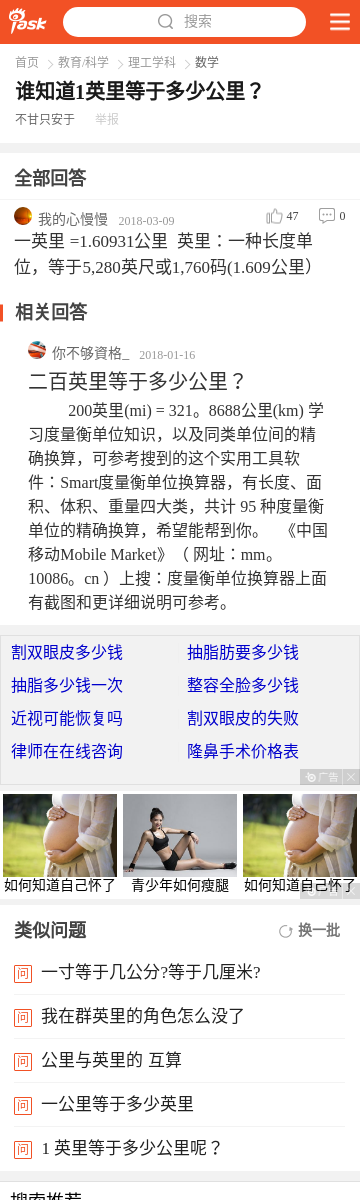 iask
搜索
首页 教育/科学 理工学科 数学
谁知道1英里等于多少公里？
不甘只安于 举报
全部回答
我的心慢慢 2018-03-09 47 0
一英里 =1.60931公里 英里：一种长度单
位，等于5,280英尺或1,760码(1.609公里）
相关回答
你不够資格_ 2018-01-16
二百英里等于多少公里？
200英里(mi) = 321。8688公里(km) 学
习度量衡单位知识，以及同类单位间的精
确换算，可参考搜到的这个实用工具软
件：Smart度量衡单位换算器，有长度、面
积、体积、重量四大类，共计 95 种度量衡
单位的精确换算，希望能帮到你。 《中国
移动Mobile Market》（ 网址：mm。
10086。cn ）上搜：度量衡单位换算器上面
有截图和更详细说明可参考。
割双眼皮多少钱 抽脂肪要多少钱
抽脂多少钱一次 整容全脸多少钱
近视可能恢复吗 割双眼皮的失败
律师在在线咨询 隆鼻手术价格表
广告
如何知道自己怀了 青少年如何瘦腿 如何知道自己怀了
类似问题 换一批
问 一寸等于几公分?等于几厘米?
问 我在群英里的角色怎么没了
问 公里与英里的 互算
问 一公里等于多少英里
问 1 英里等于多少公里呢？
搜索推荐